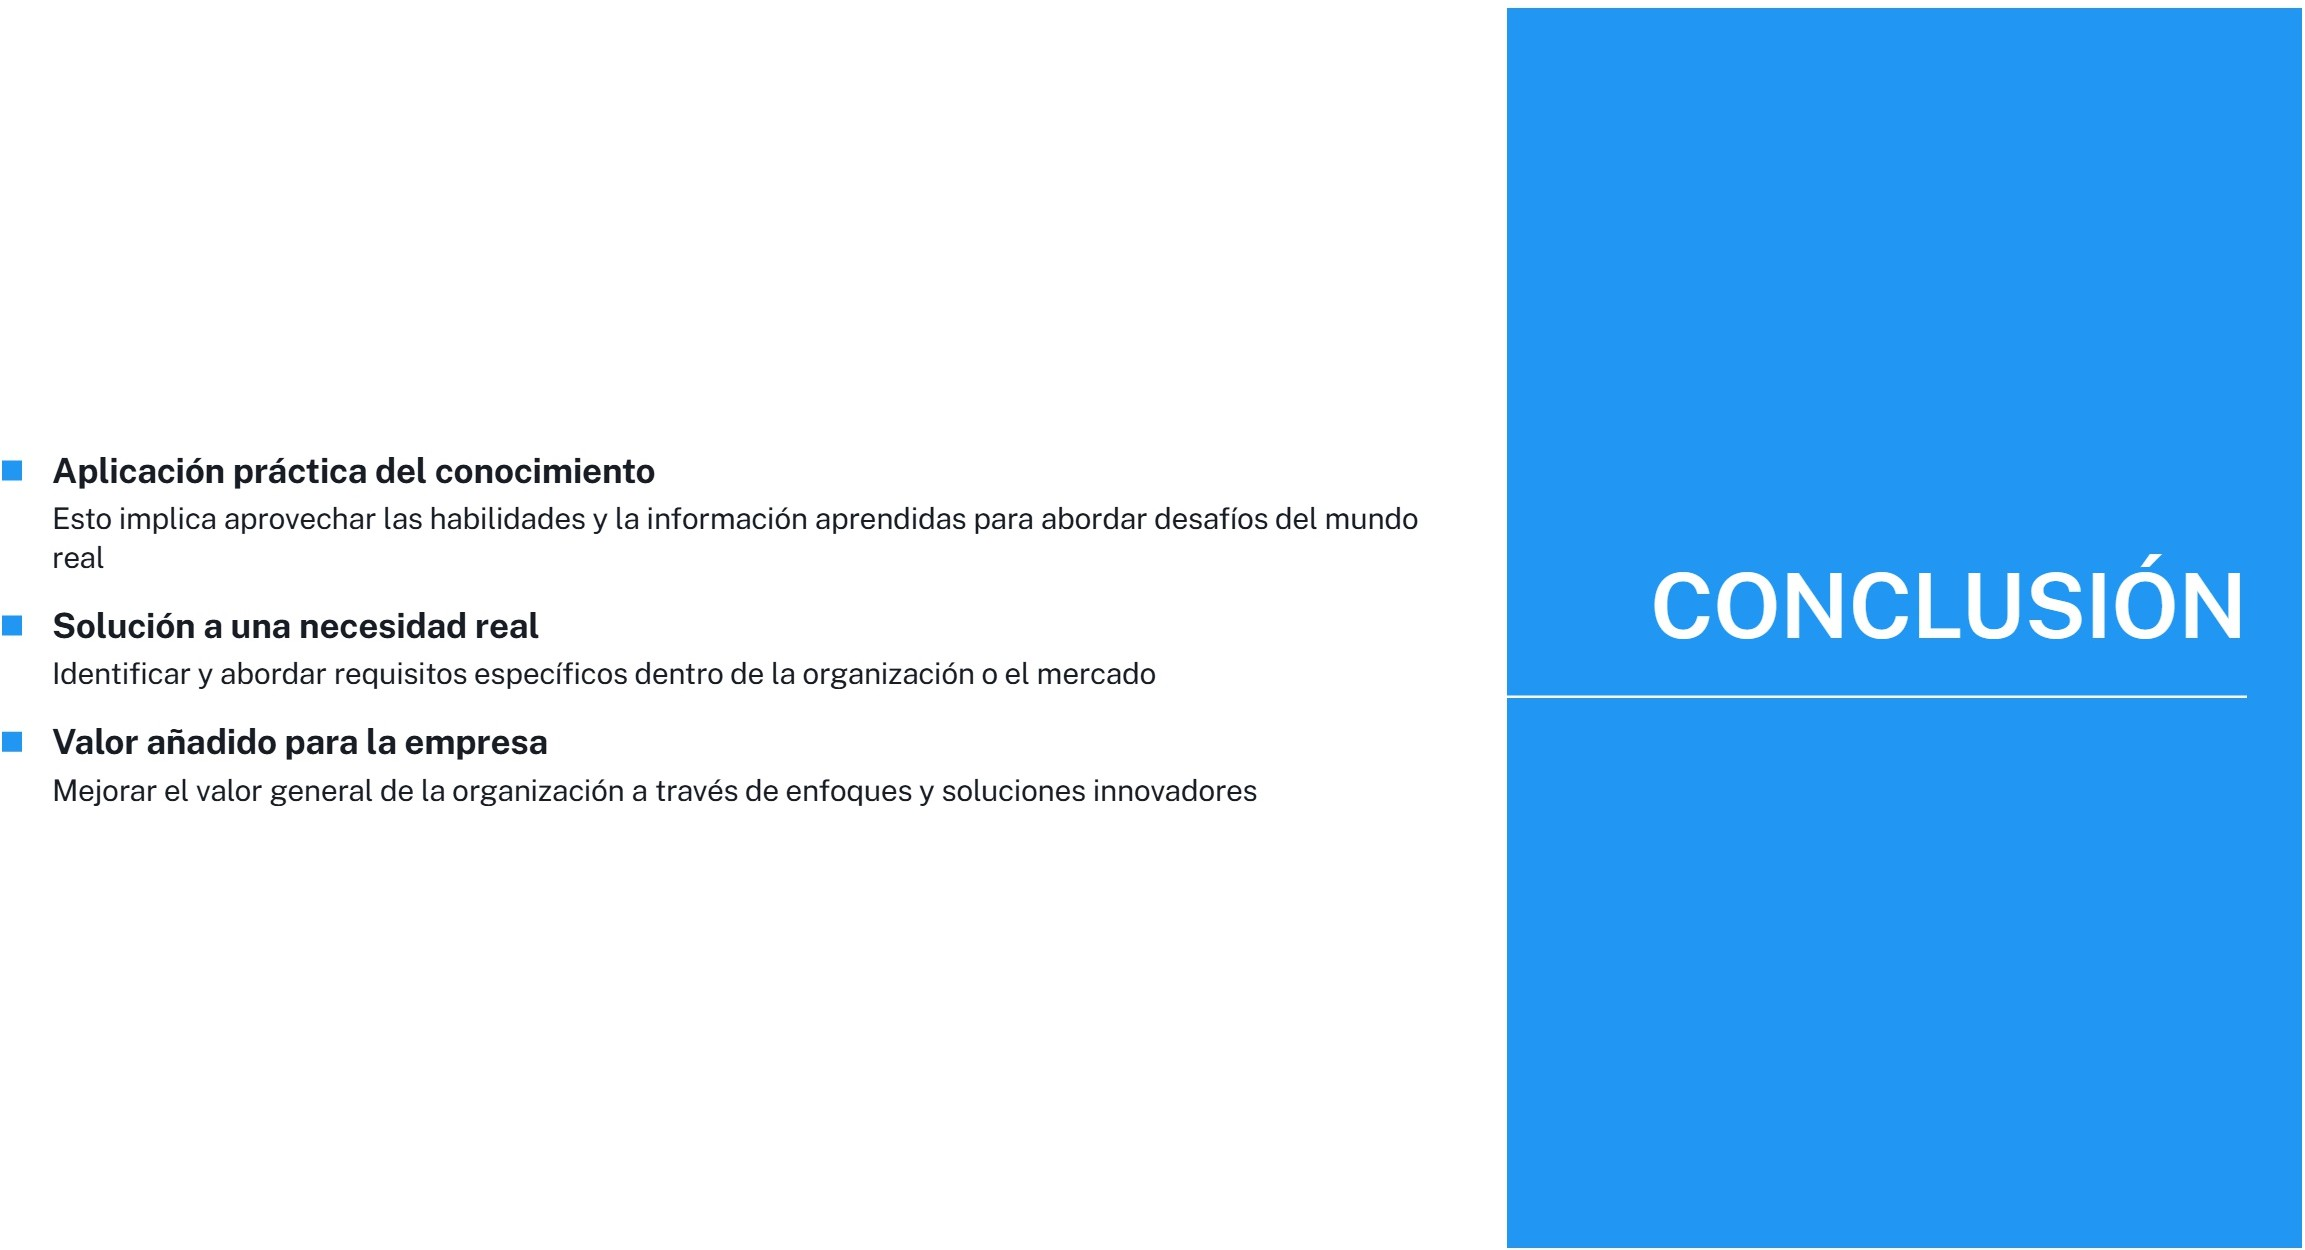 Aplicación práctica del conocimiento
Esto implica aprovechar las habilidades y la información aprendidas para abordar desafíos del mundo
real
Solución a una necesidad real
Identificar y abordar requisitos específicos dentro de la organización o el mercado
Valor añadido para la empresa
Mejorar el valor general de la organización a través de enfoques y soluciones innovadores
CONCLUSIÓN